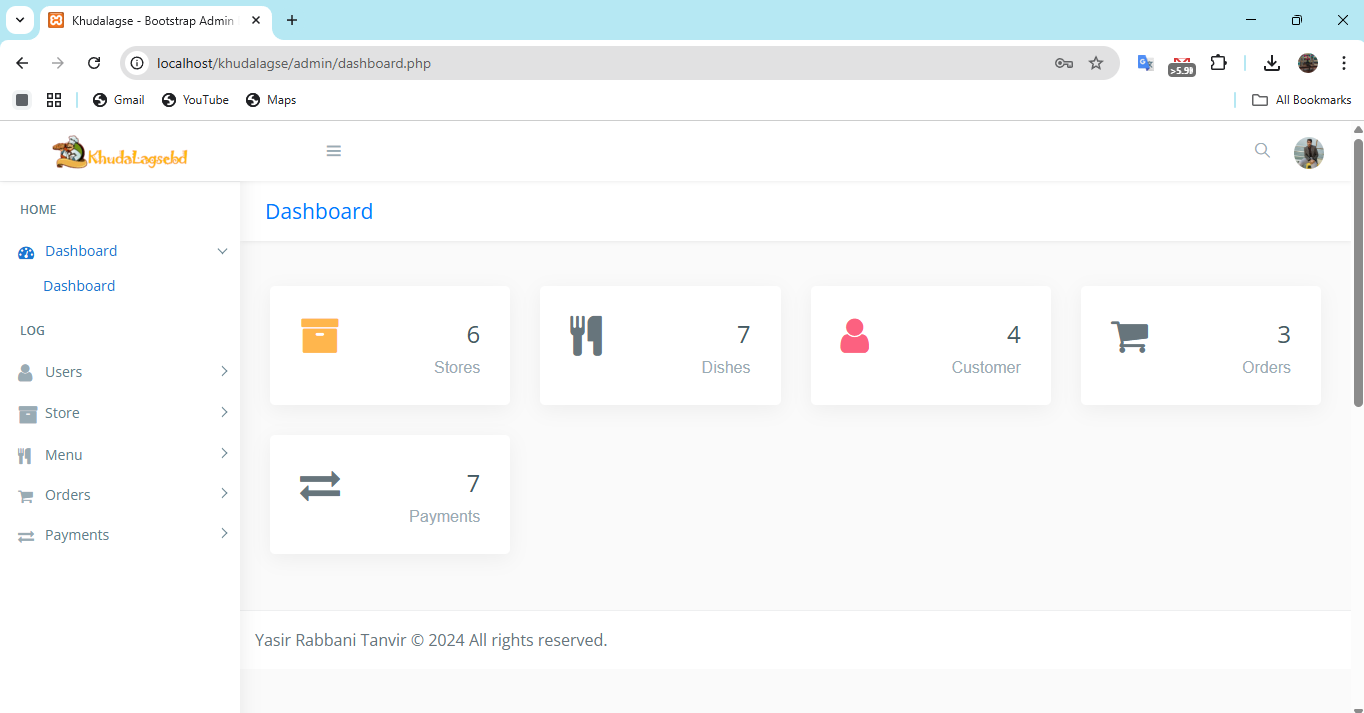 Khudalagse - Bootstrap Admin
localhost/khudalagse/admin/dashboard.php
>5.90
Gmail
YouTube
Maps
All Bookmarks
KhudaLagsebd
HOME
Dashboard
Dashboard
LOG
Users
Store
Menu
Orders
Payments
Dashboard
6
Stores
7
Dishes
4
Customer
3
Orders
7
Payments
Yasir Rabbani Tanvir © 2024 All rights reserved.